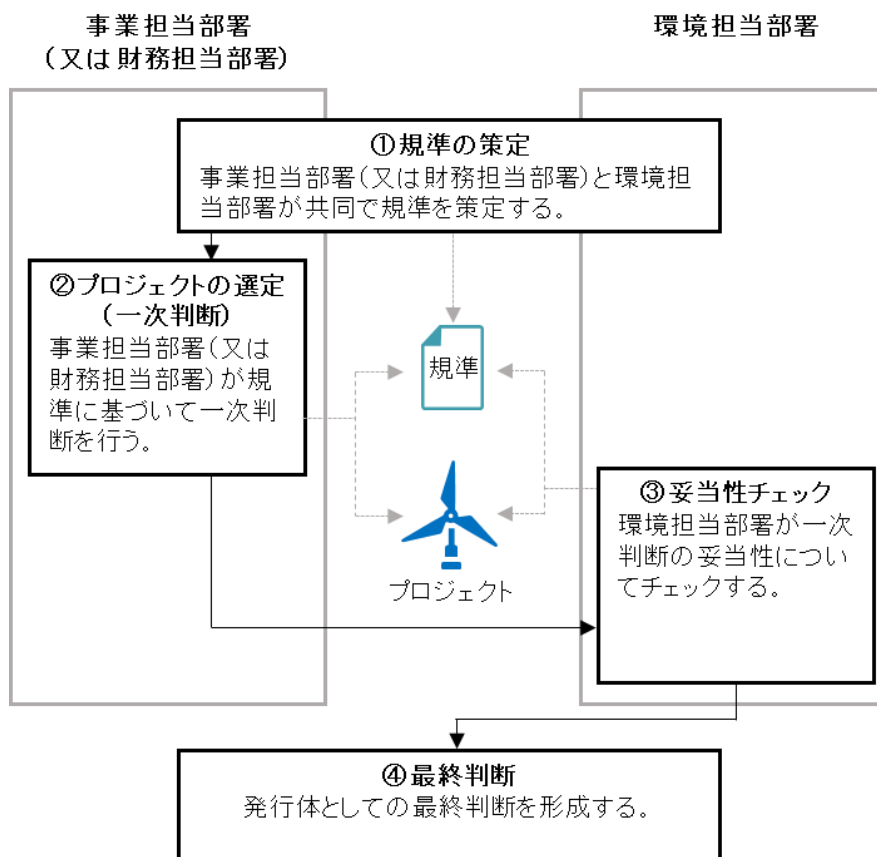 事業担当部署
（又は財務担当部署）
環境担当部署
①規準の策定
事業担当部署（又は財務担当部署）と環境担
当部署が共同で規準を策定する。
②プロジェクトの選定
（一次判断）
事業担当部署（又は
財務担当部署）が規
準に基づいて一次判
断を行う。
規準
プロジェクト
③妥当性チェック
環境担当部署が一次
判断の妥当性につい
てチェックする。
④最終判断
発行体としての最終判断を形成する。